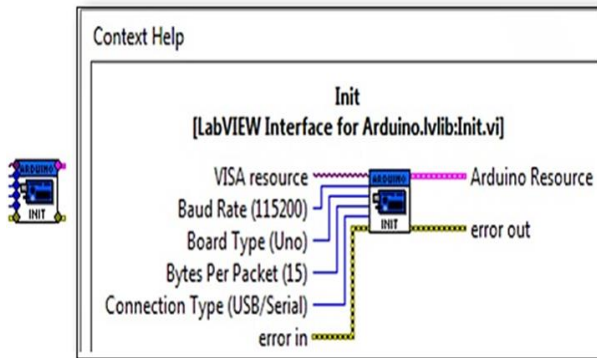 Context Help
Init
[LabVIEW Interface for Arduino.lvlib:Init.vi]
VISA resource
Baud Rate (115200)
Board Type (Uno)
Bytes Per Packet (15)
Connection Type (USB/Serial)
error in
ARDUINO
INIT
Arduino Resource
error out
ARDUINO
INIT